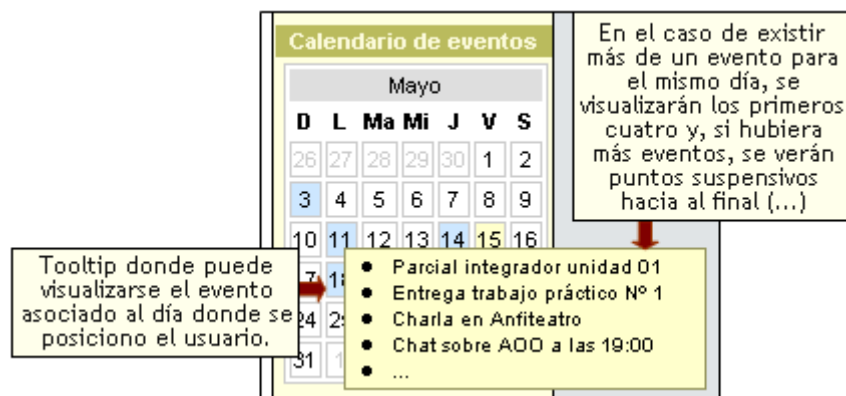 Calendario de eventos
Mayo
D L Ma Mi J V S
26 27 28 29 30 1 2
3 4 5 6 7 8 9
10 11 12 13 14 15 16
24
31
En el caso de existir
más de un evento para
el mismo día, se
visualizarán los primeros
cuatro y, si hubiera
más eventos, se verán
puntos suspensivos
hacia al final (...)
Tooltip donde puede
visualizarse el evento
asociado al día donde se
posiciono el usuario.
• Parcial integrador unidad 01
• Entrega trabajo práctico Nº 1
• Charla en Anfiteatro
• Chat sobre AOO a las 19:00
• ...